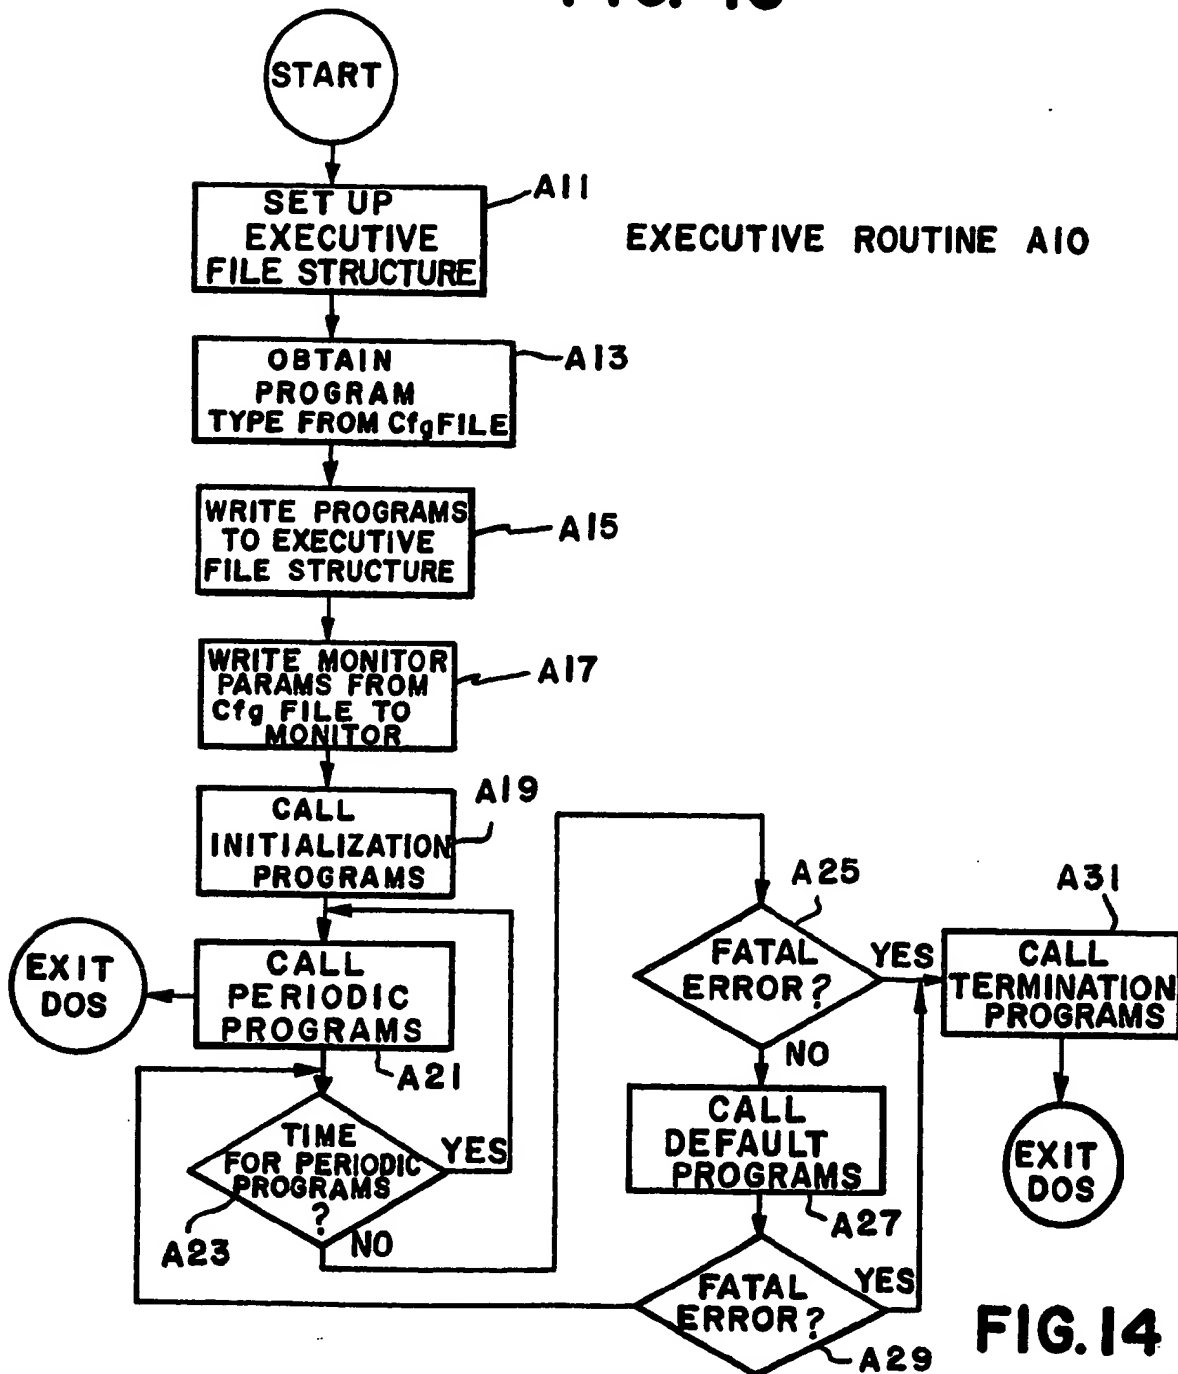 START
SET UP
EXECUTIVE
FILE STRUCTURE
A11
EXECUTIVE ROUTINE A10
OBTAIN
PROGRAM
TYPE FROM Cfg FILE
A13
WRITE PROGRAMS
TO EXECUTIVE
FILE STRUCTURE
A15
WRITE MONITOR
PARAMS FROM
Cfg FILE TO
MONITOR
A17
CALL
INITIALIZATION
PROGRAMS
A19
EXIT
DOS
CALL
PERIODIC
PROGRAMS
A21
TIME
FOR PERIODIC
PROGRAMS
?
YES
NO
A23
FATAL
ERROR?
A25
YES
NO
CALL
DEFAULT
PROGRAMS
A27
FATAL
ERROR?
YES
A29
A31
CALL
TERMINATION
PROGRAMS
EXIT
DOS
FIG. 14